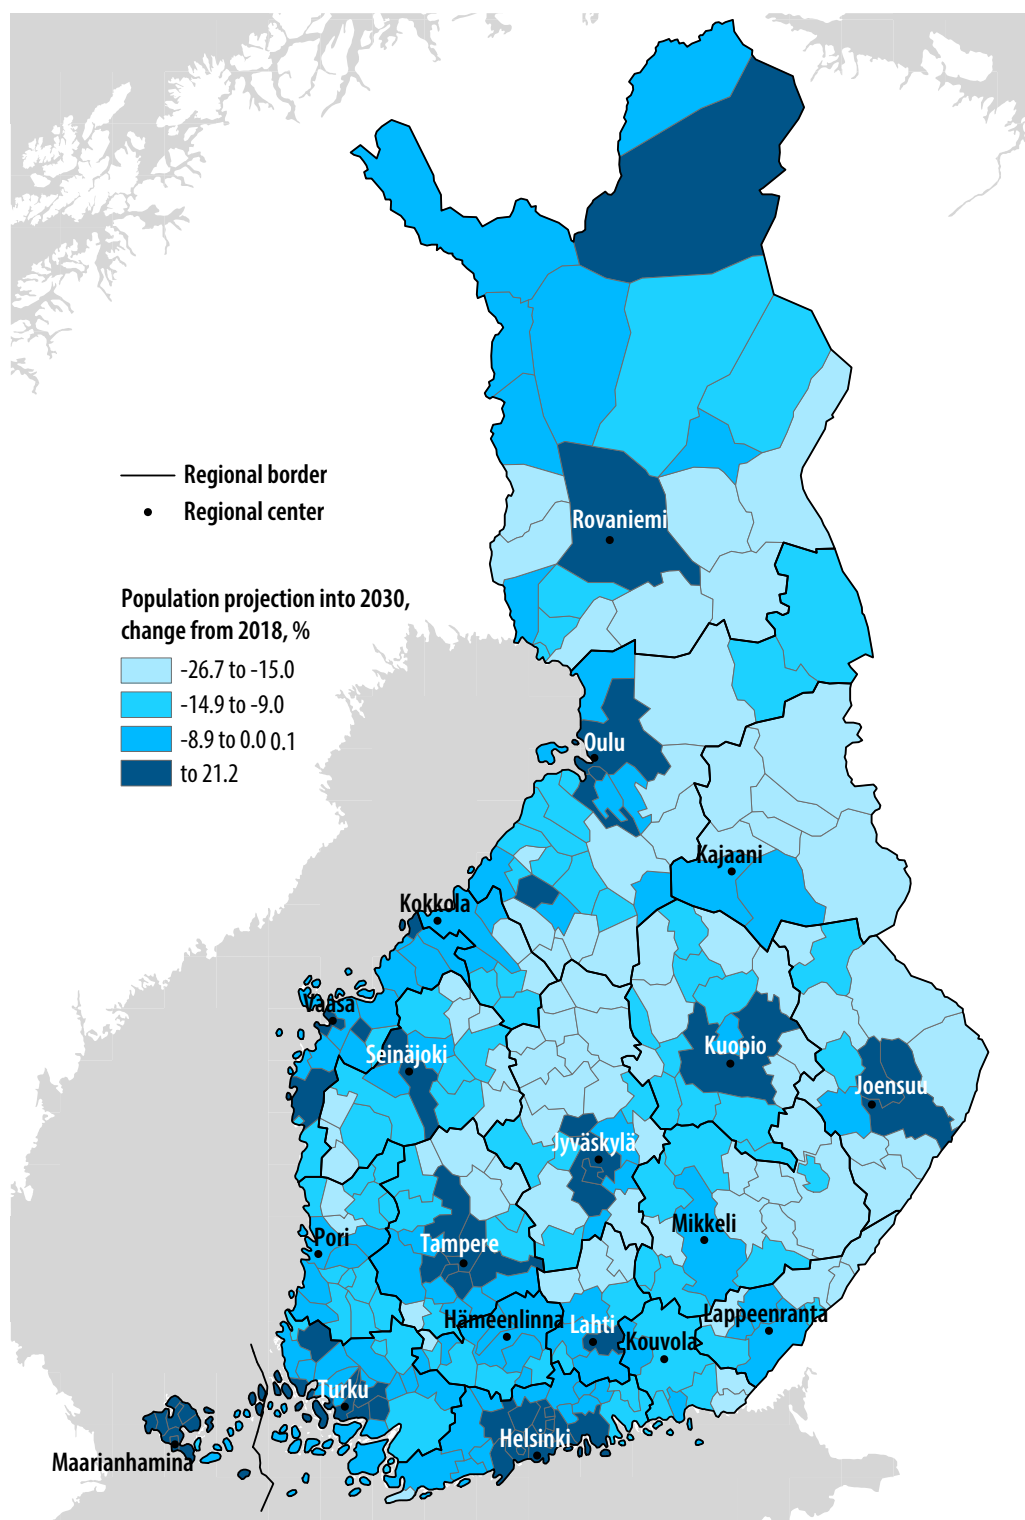 Regional border
Regional center
Rovaniemi
Population projection into 2030,
change from 2018, %
-26.7 to -15.0
-14.9 to -9.0
-8.9 to 0.0 0.1
to 21.2
Oulu
Kajaani
Kokkola
Vaasa
Seinäjoki
Kuopio
Joensuu
Jyväskylä
Mikkeli
Pori
Tampere
Hämeenlinna
Lahti
Lappeenranta
Kouvola
Turku
Helsinki
Maarianhamina